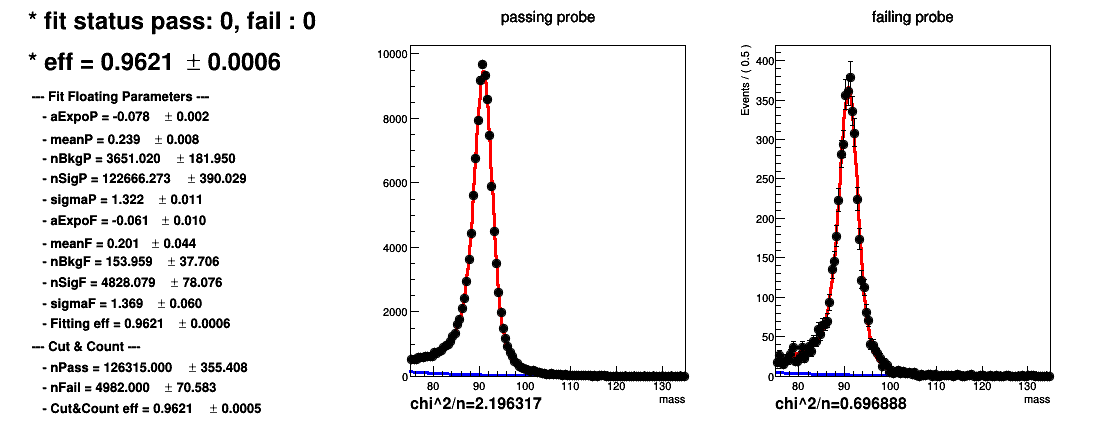 * fit status pass: 0, fail : 0
* eff = 0.9621 ± 0.0006
--- Fit Floating Parameters ---
- aExpoP = -0.078 ± 0.002
- meanP = 0.239 ± 0.008
- nBkgP = 3651.020 ± 181.950
- nSigP = 122666.273 ± 390.029
- sigmaP = 1.322 ± 0.011
- aExpoF = -0.061 ± 0.010
- meanF = 0.201 ± 0.044
- nBkgF = 153.959 ± 37.706
- nSigF = 4828.079 ± 78.076
- sigmaF = 1.369 ± 0.060
- Fitting eff = 0.9621 ± 0.0006
--- Cut & Count ---
- nPass = 126315.000 ± 355.408
- nFail = 4982.000 ± 70.583
- Cut&Count eff = 0.9621 ± 0.0005
passing probe
10000
8000
6000
4000
2000
0
80 90 100 110 120 130
mass
chi^2/n=2.196317
failing probe
Events / ( 0.5 )
400
350
300
250
200
150
100
50
0
80 90 100 110 120 130
mass
chi^2/n=0.696888